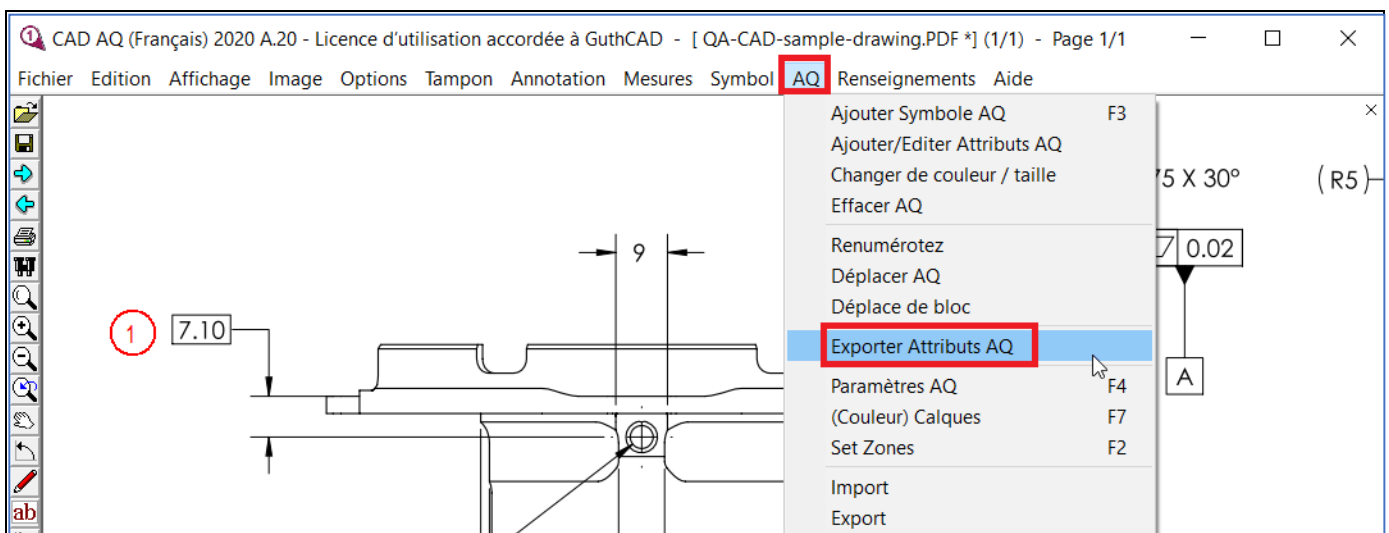 CAD AQ (Français) 2020 A.20 - Licence d'utilisation accordée à GuthCAD - [ QA-CAD-sample-drawing.PDF *] (1/1) - Page 1/1
Fichier Edition Affichage Image Options Tampon Annotation Mesures Symbol AQ Renseignements Aide
Ajouter Symbole AQ F3
Ajouter/Editer Attributs AQ
Changer de couleur / taille
Effacer AQ
Renumérotez
Déplacer AQ
Déplace de bloc
Exporter Attributs AQ
Paramètres AQ F4
(Couleur) Calques F7
Set Zones F2
Import
Export
5 X 30°
(R5)
0.02
A
9
1
7.10
ab